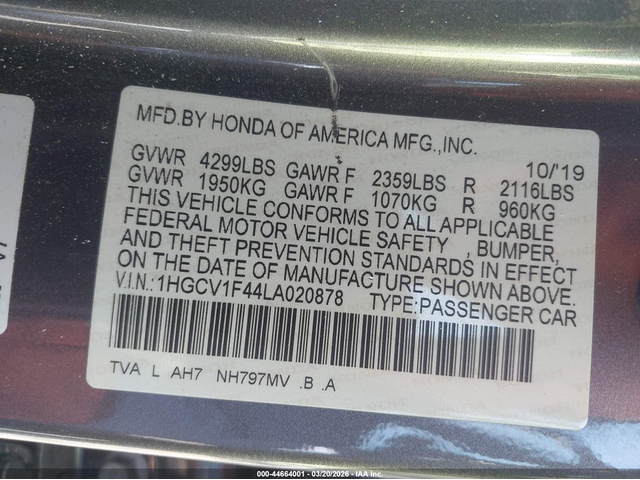 MFD.BY HONDA OF AMERICA MFG.,INC.
10/'19
GVWR 4299LBS GAWR F 2359LBS R 2116LBS
GVWR 1950KG GAWR F 1070KG R 960KG
THIS VEHICLE CONFORMS TO ALL APPLICABLE
FEDERAL MOTOR VEHICLE SAFETY , BUMPER,
AND THEFT PREVENTION STANDARDS IN EFFECT
ON THE DATE OF MANUFACTURE SHOWN ABOVE.
V.I.N.:1HGCV1F44LA020878 TYPE:PASSENGER CAR
TVA L AH7 NH797MV .B .A
000-44664001 - 03/20/2026 - IAA Inc.